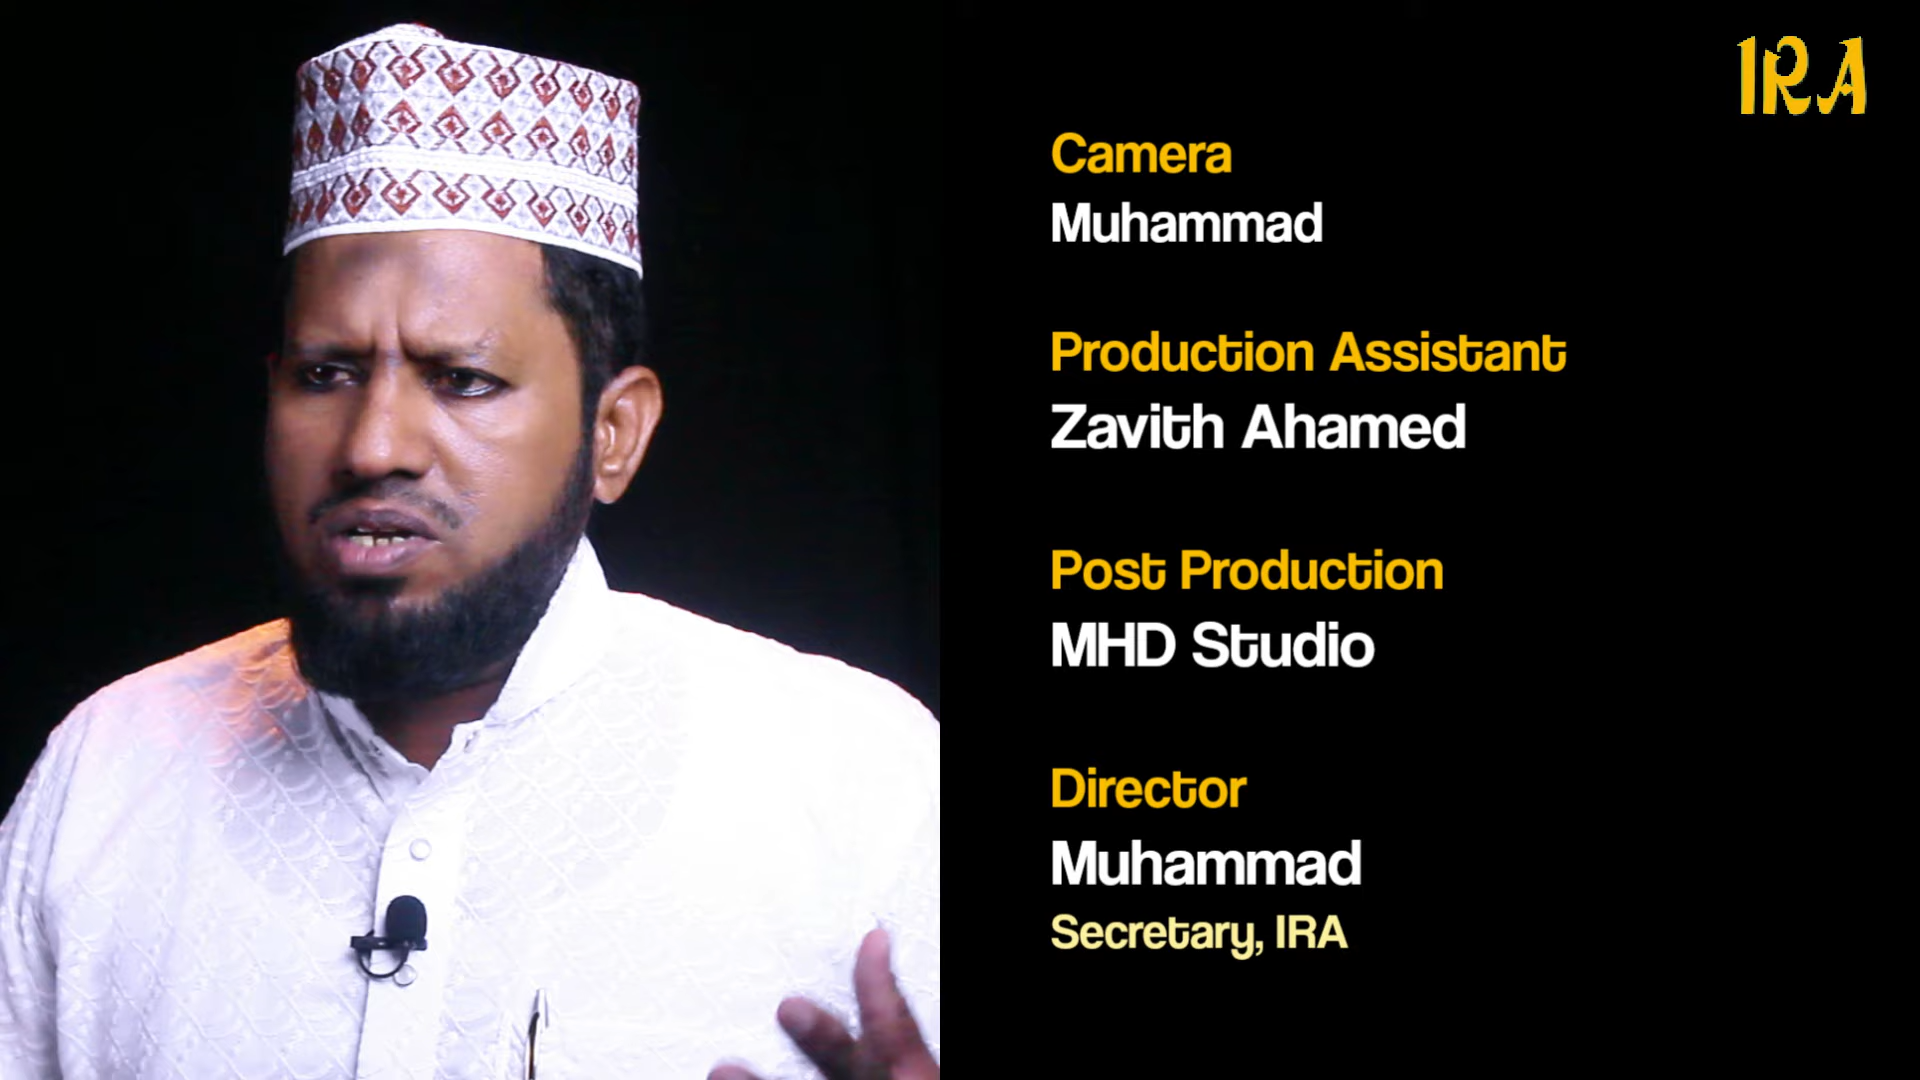 IRA
Camera
Muhammad
Production Assistant
Zavith Ahamed
Post Production
MHD Studio
Director
Muhammad
Secretary, IRA